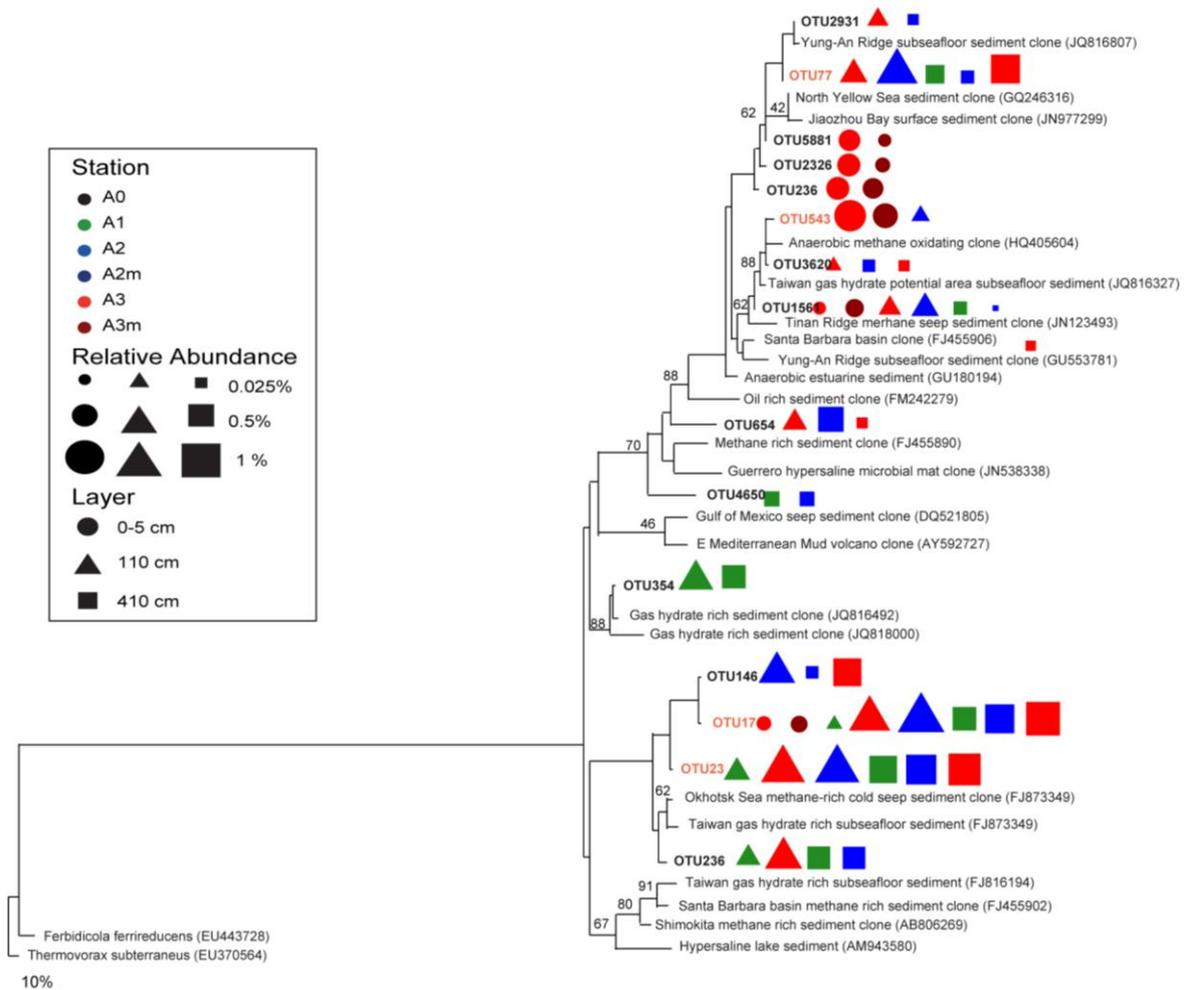 Station
A0
A1
A2
A2m
A3
A3m
Relative Abundance
0.025%
0.5%
1 %
Layer
0-5 cm
110 cm
410 cm
OTU2931
Yung-An Ridge subseafloor sediment clone (JQ816807)
OTU77
North Yellow Sea sediment clone (GQ246316)
42
62
Jiaozhou Bay surface sediment clone (JN977299)
OTU5881
OTU2326
OTU236
OTU543
Anaerobic methane oxidating clone (HQ405604)
88
OTU3620
Taiwan gas hydrate potential area subseafloor sediment (JQ816327)
62
OTU1561
Tinan Ridge merhane seep sediment clone (JN123493)
Santa Barbara basin clone (FJ455906)
Yung-An Ridge subseafloor sediment clone (GU553781)
Anaerobic estuarine sediment (GU180194)
88
Oil rich sediment clone (FM242279)
OTU654
70
Methane rich sediment clone (FJ455890)
Guerrero hypersaline microbial mat clone (JN538338)
OTU4650
Gulf of Mexico seep sediment clone (DQ521805)
46
E Mediterranean Mud volcano clone (AY592727)
OTU354
Gas hydrate rich sediment clone (JQ816492)
88
Gas hydrate rich sediment clone (JQ818000)
OTU146
OTU17
OTU23
62
Okhotsk Sea methane-rich cold seep sediment clone (FJ873349)
Taiwan gas hydrate rich subseafloor sediment (FJ873349)
OTU236
91
Taiwan gas hydrate rich subseafloor sediment (FJ816194)
80
Santa Barbara basin methane rich sediment clone (FJ455902)
67
Shimokita methane rich sediment clone (AB806269)
Hypersaline lake sediment (AM943580)
Ferbidicola ferrireducens (EU443728)
Thermovorax subterraneus (EU370564)
10%